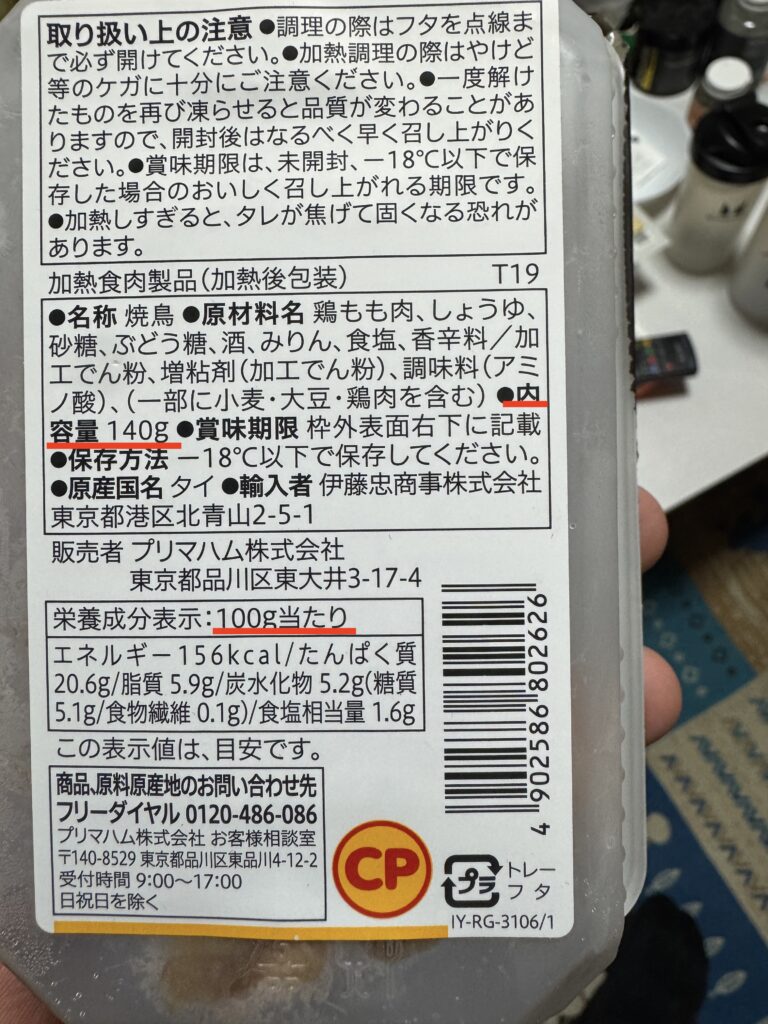 取り扱い上の注意 ●調理の際はフタを点線ま
で必ず開けてください。●加熱調理の際はやけど
等のケガに十分にご注意ください。●一度解け
たものを再び凍らせると品質が変わることがあ
りますので、開封後はなるべく早く召し上がりく
ださい。●賞味期限は、未開封、－18℃以下で保
存した場合のおいしく召し上がれる期限です。
●加熱しすぎると、タレが焦げて固くなる恐れが
あります。
加熱食肉製品(加熱後包装) T19
●名称 焼鳥 ●原材料名 鶏もも肉、しょうゆ、
砂糖、ぶどう糖、酒、みりん、食塩、香辛料／加
工でん粉、増粘剤(加工でん粉)、調味料(アミ
ノ酸)、(一部に小麦・大豆・鶏肉を含む) ●内
容量 140g ●賞味期限 枠外表面右下に記載
●保存方法 －18℃以下で保存してください。
●原産国名 タイ ●輸入者 伊藤忠商事株式会社
東京都港区北青山2-5-1
販売者 プリマハム株式会社
東京都品川区東大井3-17-4
栄養成分表示:100g当たり
エネルギー156kcal/たんぱく質
20.6g/脂質 5.9g/炭水化物 5.2g(糖質
5.1g/食物繊維 0.1g)/食塩相当量 1.6g
この表示値は、目安です。
商品、原料原産地のお問い合わせ先
フリーダイヤル 0120-486-086
プリマハム株式会社 お客様相談室
〒140-8529 東京都品川区東品川4-12-2
受付時間 9:00〜17:00
日祝日を除く
4 902586 802626
CP
プラ
トレー
フタ
IY-RG-3106/1